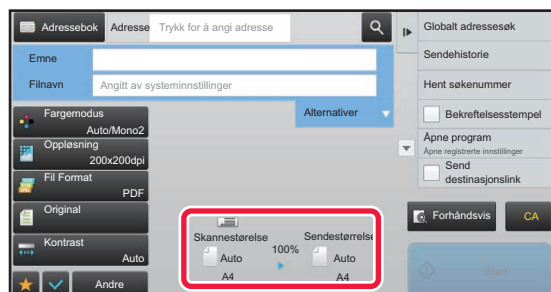 Adressebok
Adresse
Trykk for å angi adresse
Emne
Filnavn
Angitt av systeminnstillinger
Alternativer
Fargemodus
Auto/Mono2
Oppløsning
200x200dpi
Fil Format
PDF
Original
Kontrast
Auto
Andre
Skannestørelse
Auto
A4
100%
Sendestørrelse
Auto
A4
Globalt adressesøk
Sendehistorie
Hent søkenummer
Bekreftelsesstempel
Åpne program
Åpne registrerte innstillinger
Send
destinasjonslink
Forhåndsvis
CA
Start